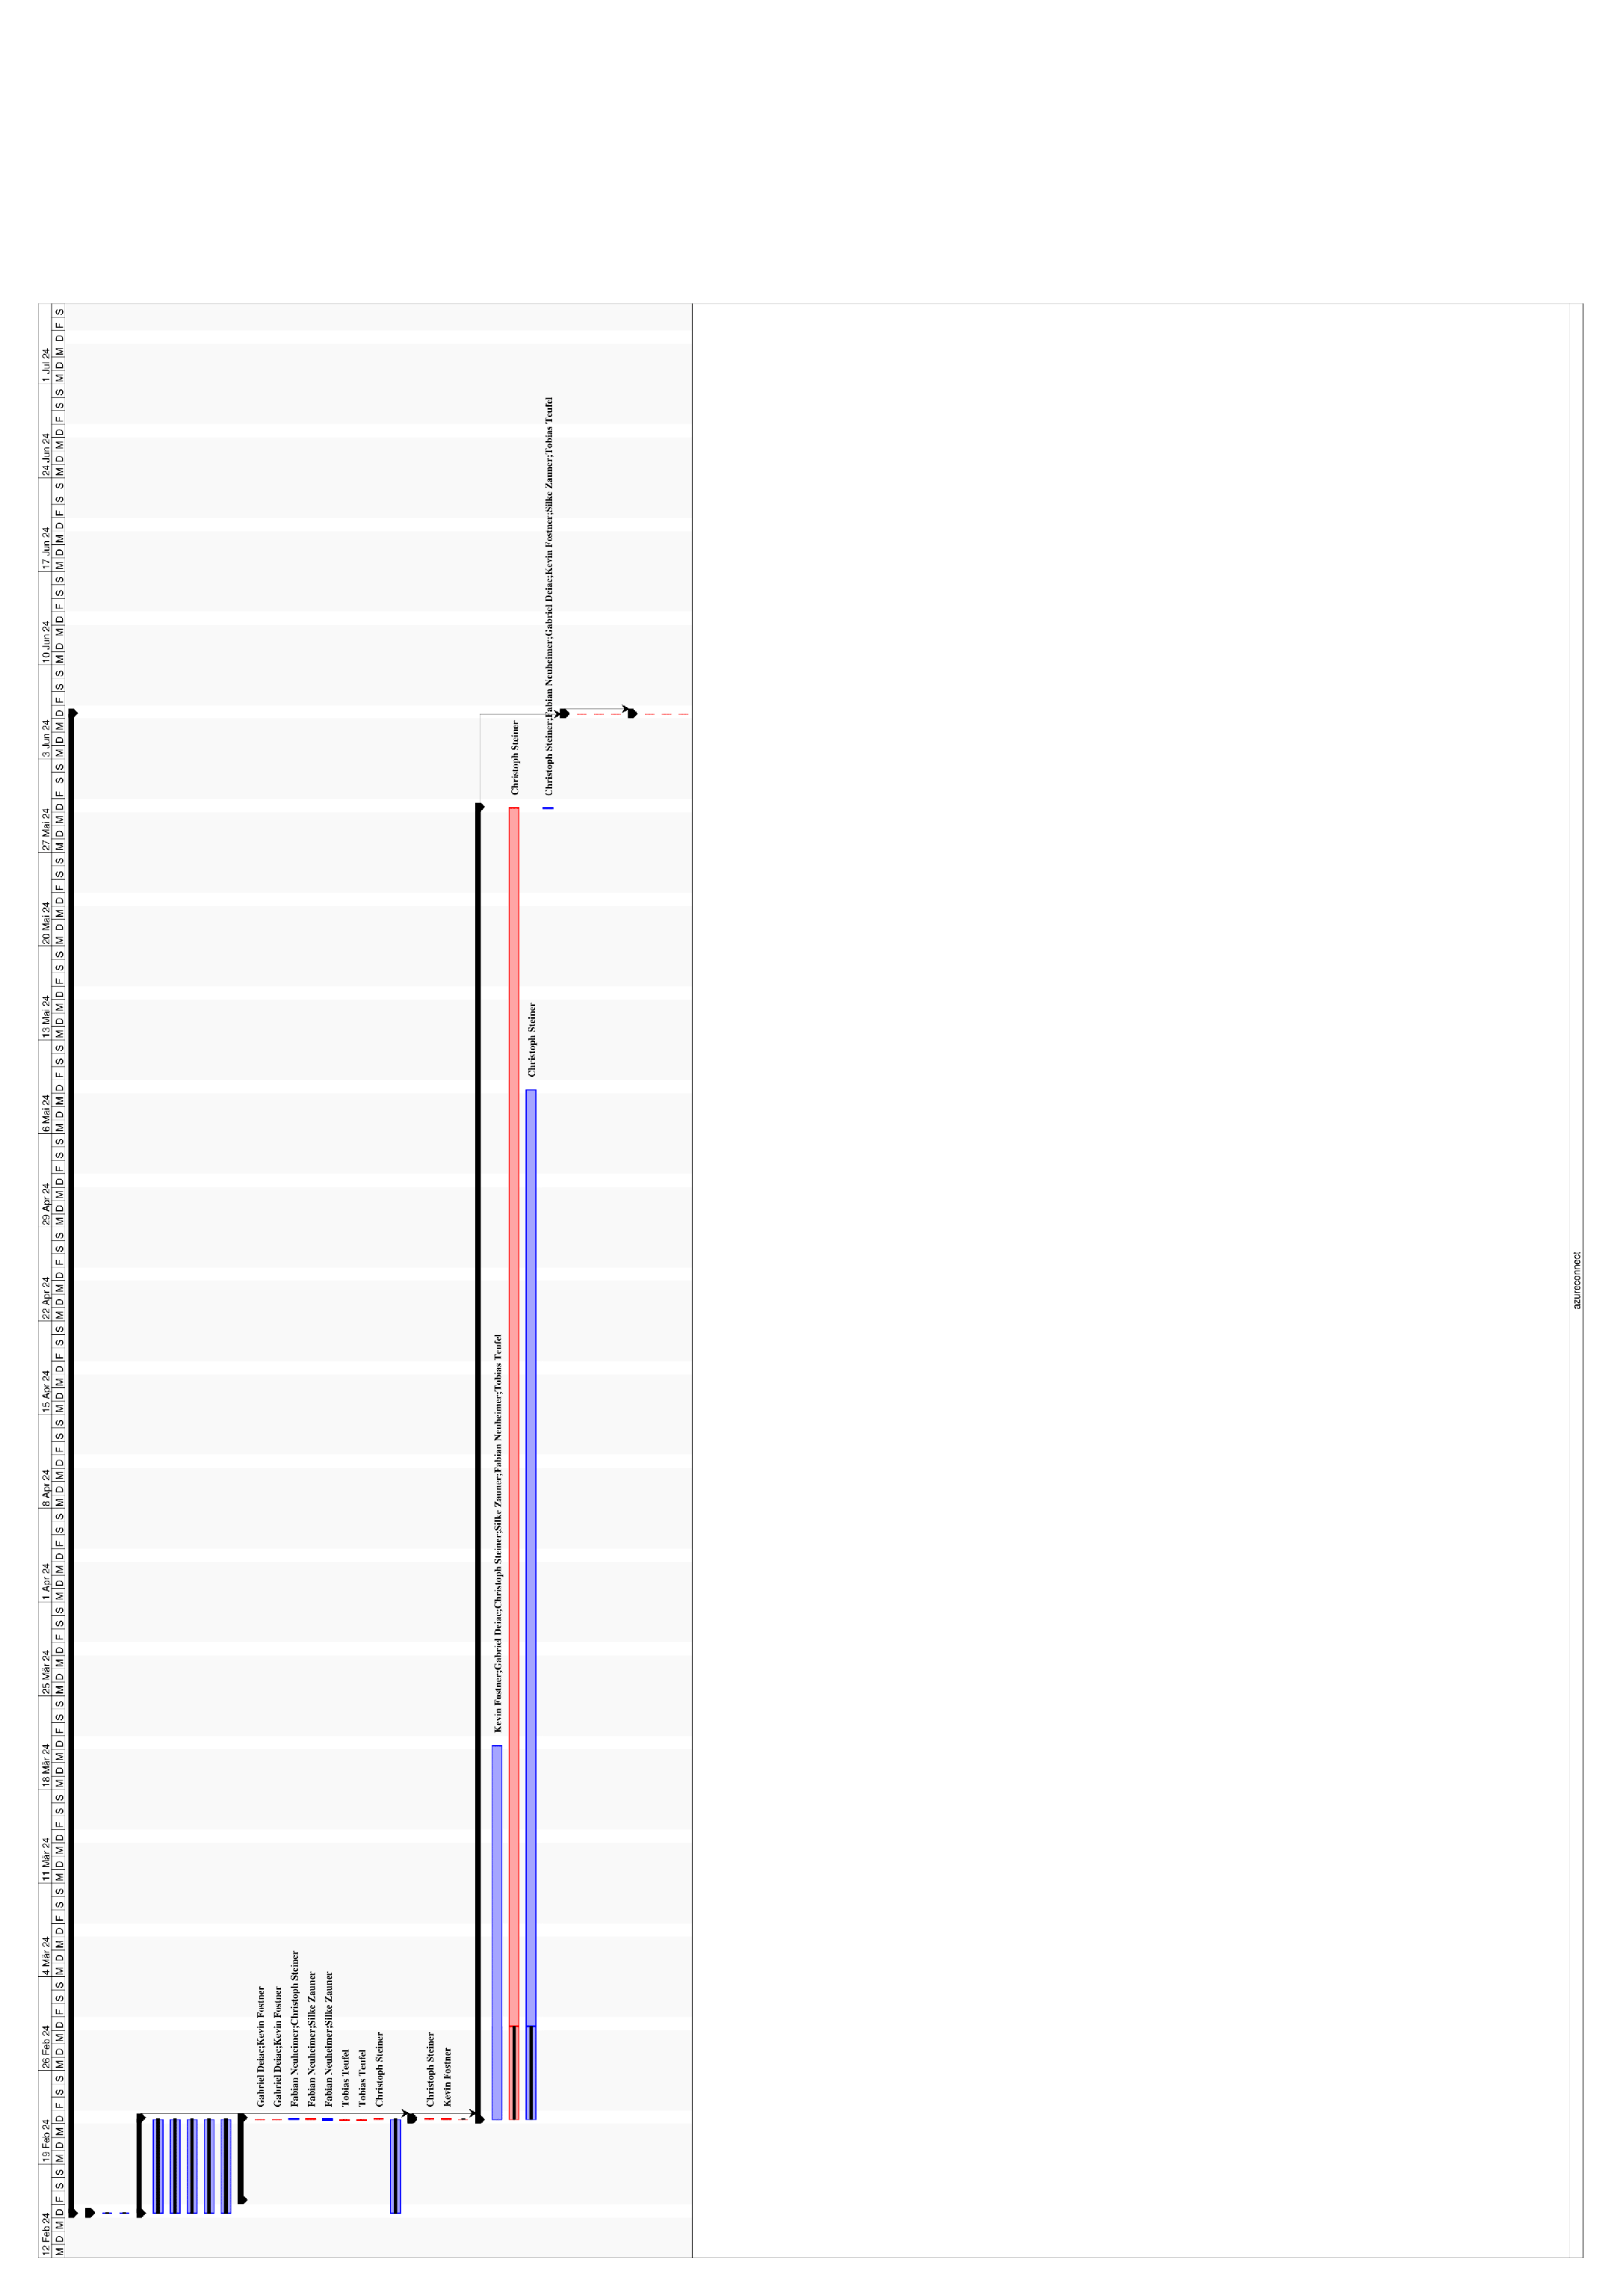 12 Feb 24 19 Feb 24 26 Feb 24 4 Mär 24 11 Mär 24 18 Mär 24 25 Mär 24 1 Apr 24 8 Apr 24 15 Apr 24 22 Apr 24 29 Apr 24 6 Mai 24 13 Mai 24 20 Mai 24 27 Mai 24 3 Jun 24 10 Jun 24 17 Jun 24 24 Jun 24 1 Jul 24
M D M D F S S M D M D F S S M D M D F S S M D M D F S S M D M D F S S M D M D F S S M D M D F S S M D M D F S S M D M D F S S M D M D F S S M D M D F S S M D M D F S S M D M D F S S M D M D F S S M D M D F S S M D M D F S S M D M D F S S M D M D F S S M D M D F S S M D M D F S S M D M D F S
Gabriel Deiac;Kevin Fostner
Gabriel Deiac;Kevin Fostner
Fabian Neuheimer;Christoph Steiner
Fabian Neuheimer;Silke Zauner
Fabian Neuheimer;Silke Zauner
Tobias Teufel
Tobias Teufel
Christoph Steiner
Christoph Steiner
Kevin Fostner
Kevin Fostner;Gabriel Deiac;Christoph Steiner;Silke Zauner;Fabian Neuheimer;Tobias Teufel
Christoph Steiner
Christoph Steiner
Christoph Steiner;Fabian Neuheimer;Gabriel Deiac;Kevin Fostner;Silke Zauner;Tobias Teufel
azureconnect